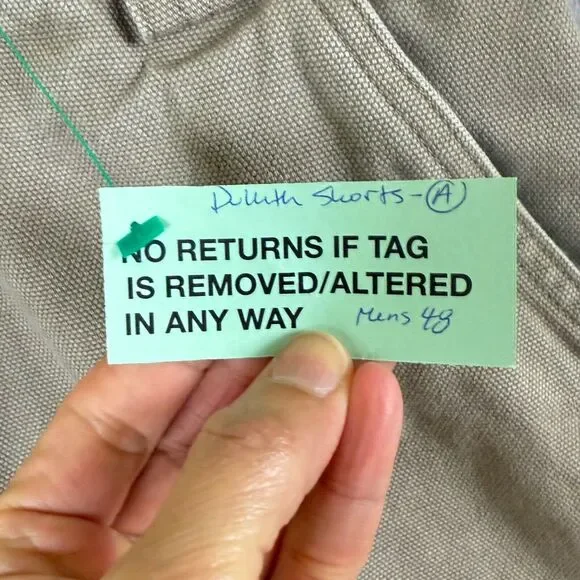 Duluth Shorts - A
NO RETURNS IF TAG
IS REMOVED/ALTERED
IN ANY WAY
Mens 48